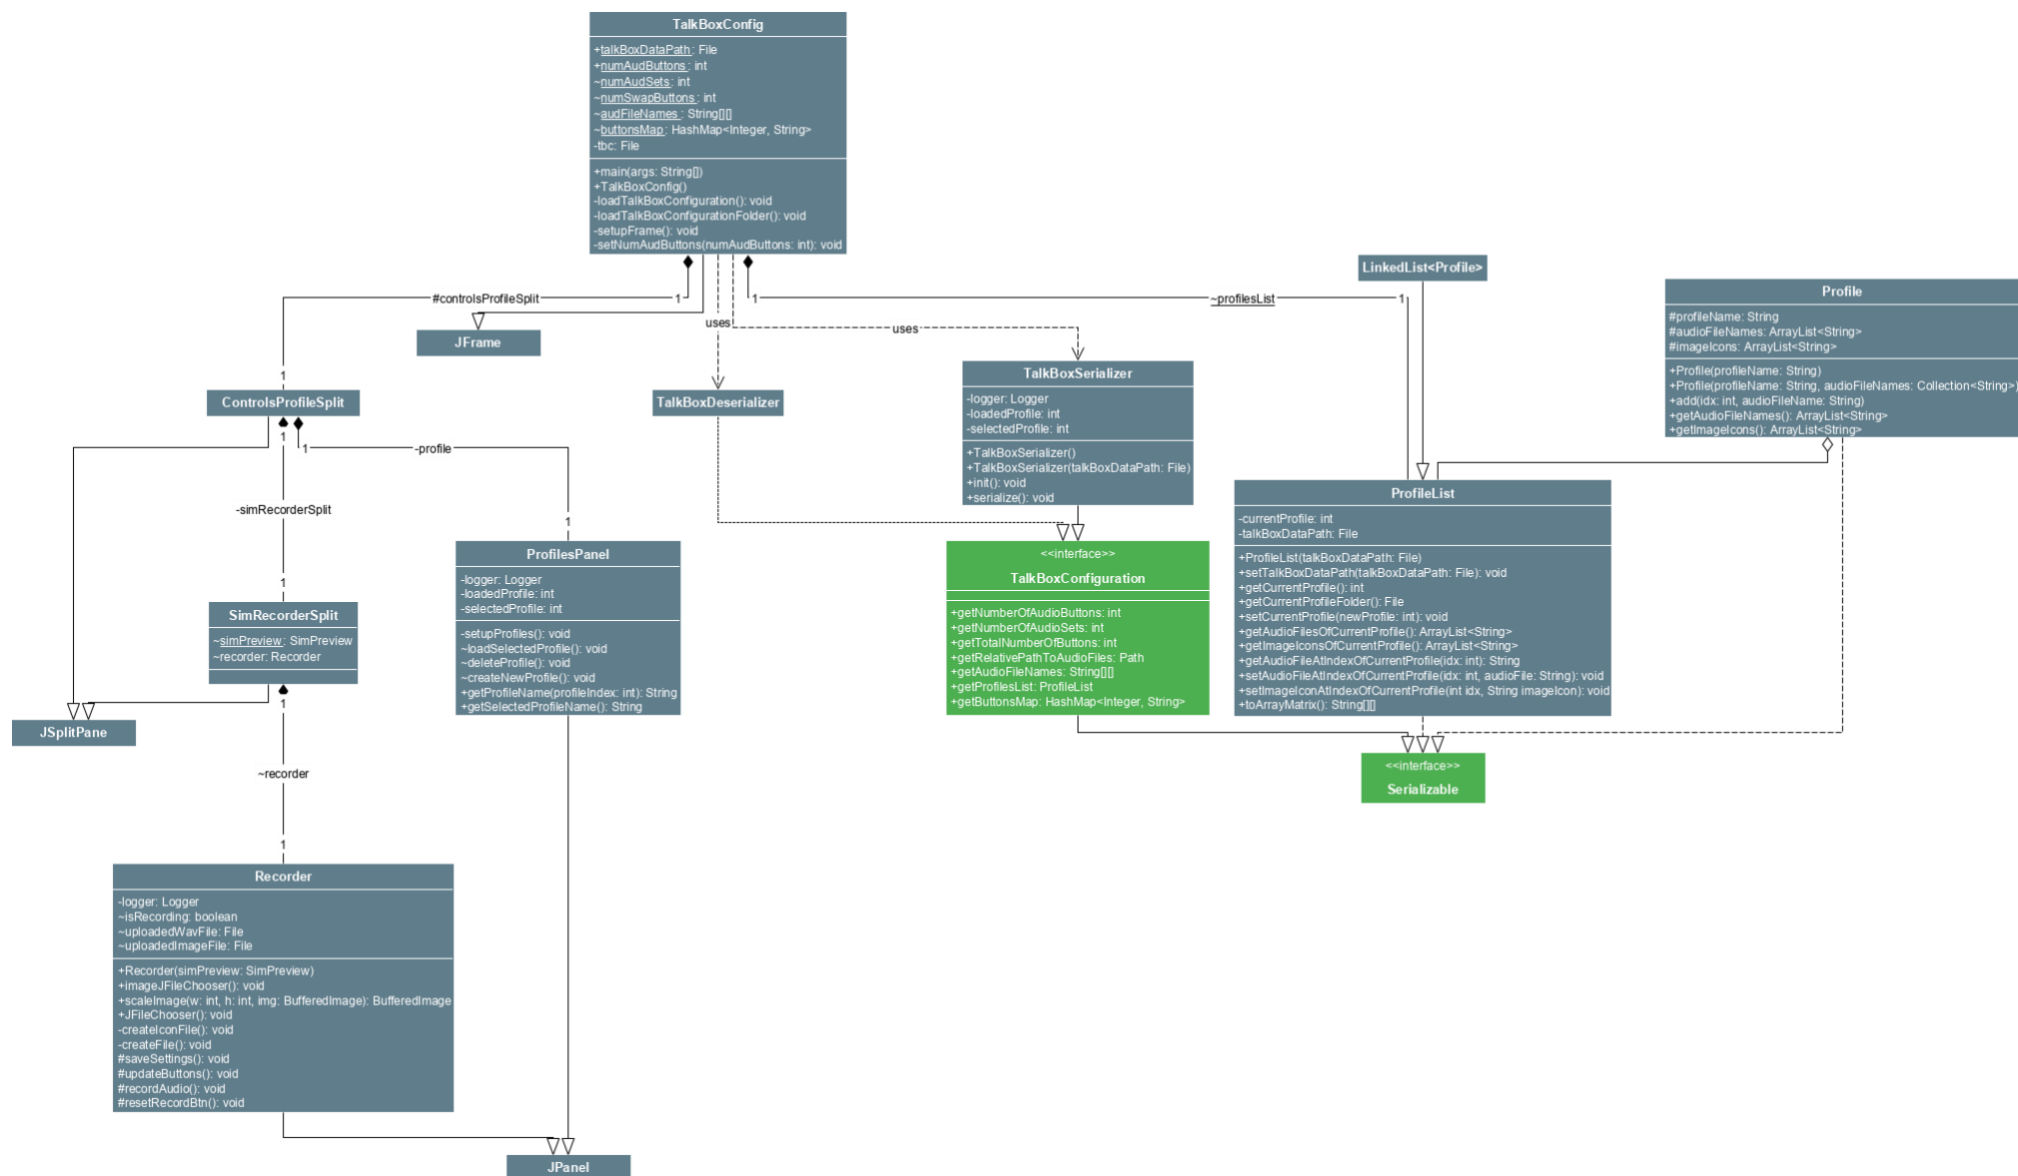 TalkBoxConfig
+talkBoxDataPath: File
+numAudButtons: int
~numAudSets: int
~numSwapButtons: int
~audFileNames: String[][]
~buttonsMap: HashMap<Integer, String>
-tbc: File
+main(args: String[])
+TalkBoxConfig()
-loadTalkBoxConfiguration(): void
-loadTalkBoxConfigurationFolder(): void
-setupFrame(): void
-setNumAudButtons(numAudButtons: int): void
#controlsProfileSplit
1
1
~profilesList
1
1
uses
uses
JFrame
LinkedList<Profile>
Profile
#profileName: String
#audioFileNames: ArrayList<String>
#imageIcons: ArrayList<String>
+Profile(profileName: String)
+Profile(profileName: String, audioFileNames: Collection<String>)
+add(idx: int, audioFileName: String)
+getAudioFileNames(): ArrayList<String>
+getImageIcons(): ArrayList<String>
ControlsProfileSplit
1
1
-profile
1
-simRecorderSplit
1
TalkBoxDeserializer
TalkBoxSerializer
-logger: Logger
-loadedProfile: int
-selectedProfile: int
+TalkBoxSerializer()
+TalkBoxSerializer(talkBoxDataPath: File)
+init(): void
+serialize(): void
ProfileList
-currentProfile: int
-talkBoxDataPath: File
+ProfileList(talkBoxDataPath: File)
+setTalkBoxDataPath(talkBoxDataPath: File): void
+getCurrentProfile(): int
+getCurrentProfileFolder(): File
+setCurrentProfile(newProfile: int): void
+getAudioFilesOfCurrentProfile(): ArrayList<String>
+getImageIconsOfCurrentProfile(): ArrayList<String>
+getAudioFileAtIndexOfCurrentProfile(idx: int): String
+setAudioFileAtIndexOfCurrentProfile(idx: int, audioFile: String): void
+setImageIconAtIndexOfCurrentProfile(int idx, String imageIcon): void
+toArrayMatrix(): String[][]
ProfilesPanel
-logger: Logger
-loadedProfile: int
-selectedProfile: int
-setupProfiles(): void
~loadSelectedProfile(): void
~deleteProfile(): void
~createNewProfile(): void
+getProfileName(profileIndex: int): String
+getSelectedProfileName(): String
<<interface>>
TalkBoxConfiguration
+getNumberOfAudioButtons: int
+getNumberOfAudioSets: int
+getTotalNumberOfButtons: int
+getRelativePathToAudioFiles: Path
+getAudioFileNames: String[][]
+getProfilesList: ProfileList
+getButtonsMap: HashMap<Integer, String>
SimRecorderSplit
~simPreview: SimPreview
~recorder: Recorder
1
~recorder
1
JSplitPane
<<interface>>
Serializable
Recorder
-logger: Logger
~isRecording: boolean
~uploadedWavFile: File
~uploadedImageFile: File
+Recorder(simPreview: SimPreview)
+imageJFileChooser(): void
+scaleImage(w: int, h: int, img: BufferedImage): BufferedImage
+JFileChooser(): void
-createIconFile(): void
-createFile(): void
#saveSettings(): void
#updateButtons(): void
#recordAudio(): void
#resetRecordBtn(): void
JPanel